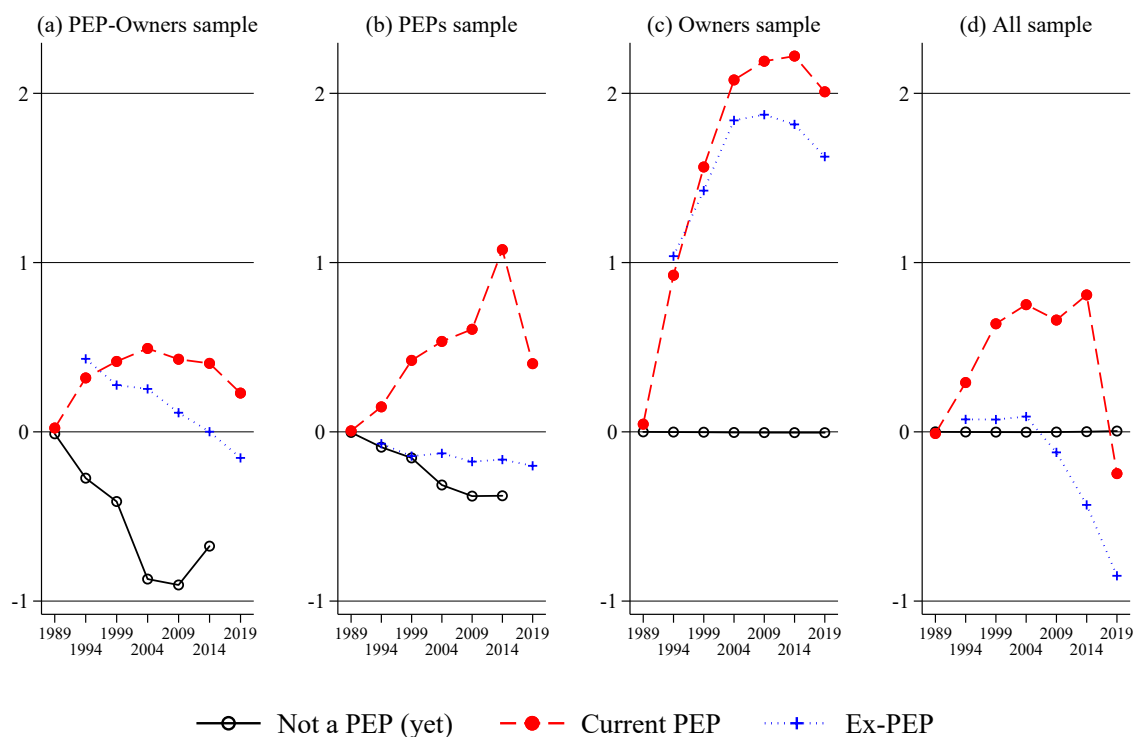 (a) PEP-Owners sample
(b) PEPs sample
(c) Owners sample
(d) All sample
2
1
0
-1
1989 1999 2009 2019
1994 2004 2014
2
1
0
-1
1989 1999 2009 2019
1994 2004 2014
2
1
0
-1
1989 1999 2009 2019
1994 2004 2014
2
1
0
-1
1989 1999 2009 2019
1994 2004 2014
Not a PEP (yet)
Current PEP
Ex-PEP